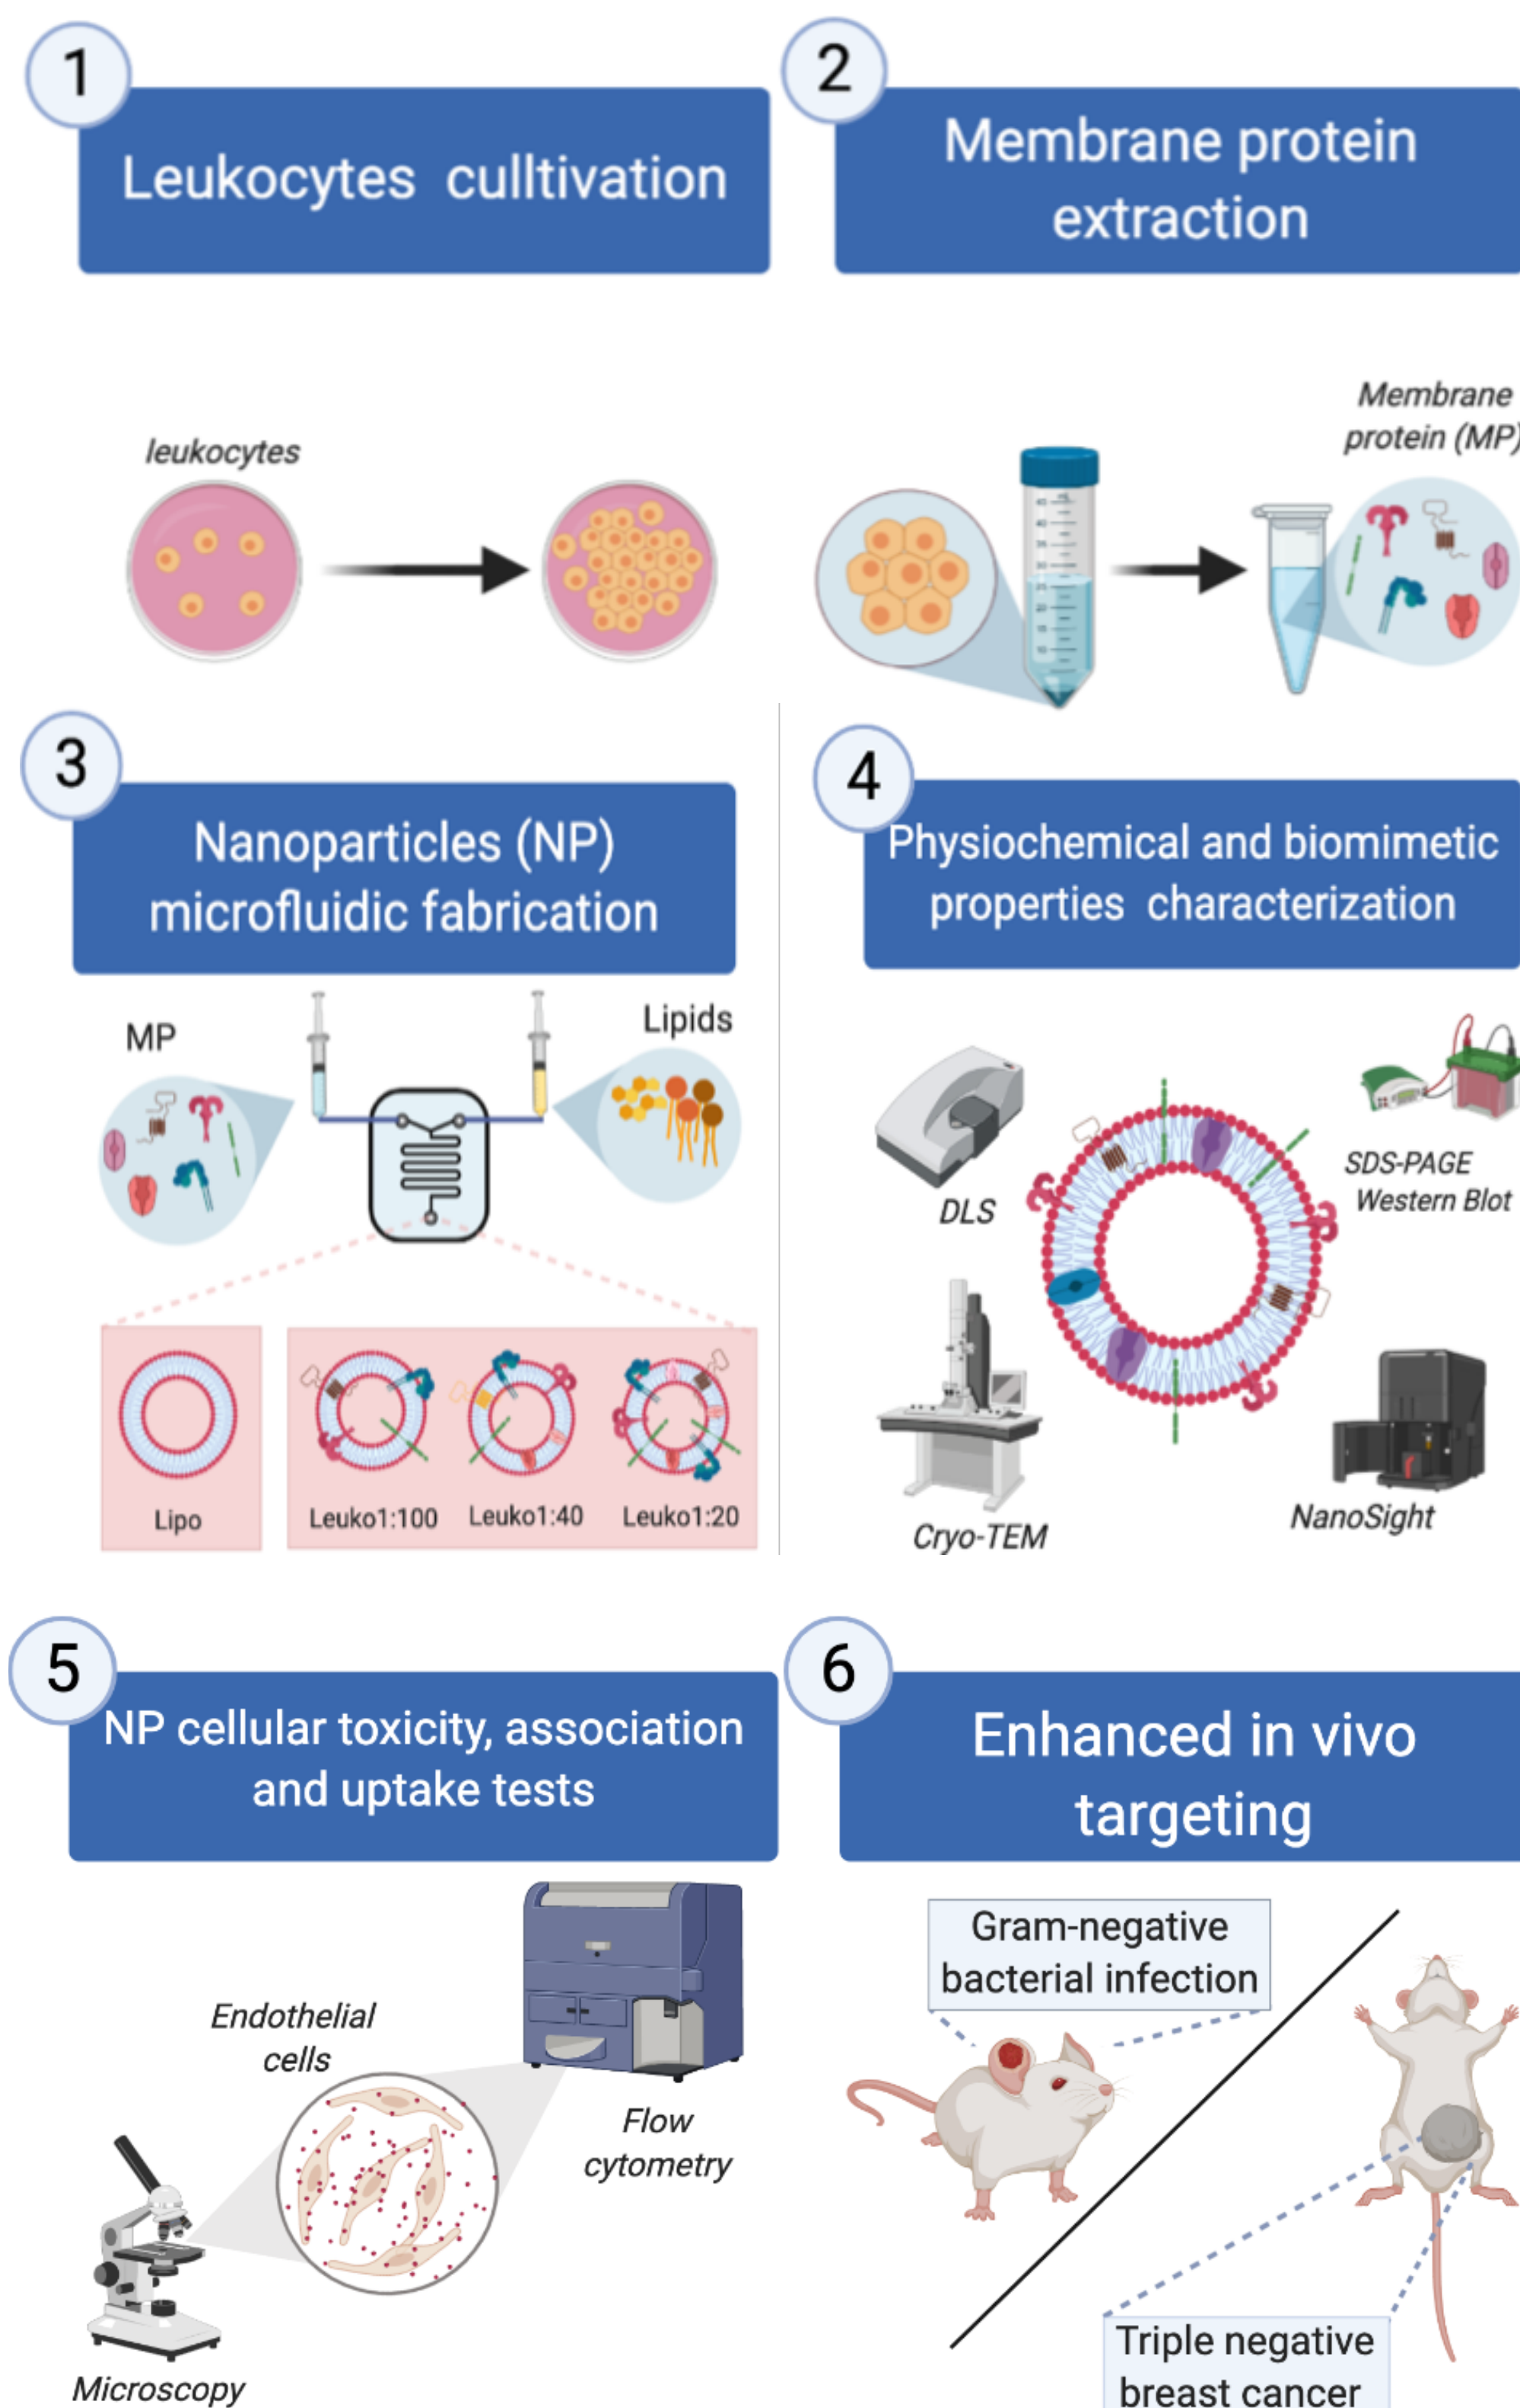 1
Leukocytes culltivation
leukocytes
2
Membrane protein
extraction
Membrane
protein (MP)
3
Nanoparticles (NP)
microfluidic fabrication
MP
Lipids
Lipo
Leuko1:100
Leuko1:40
Leuko1:20
4
Physiochemical and biomimetic
properties characterization
DLS
SDS-PAGE
Western Blot
Cryo-TEM
NanoSight
5
NP cellular toxicity, association
and uptake tests
Endothelial
cells
Flow
cytometry
Microscopy
6
Enhanced in vivo
targeting
Gram-negative
bacterial infection
Triple negative
breast cancer